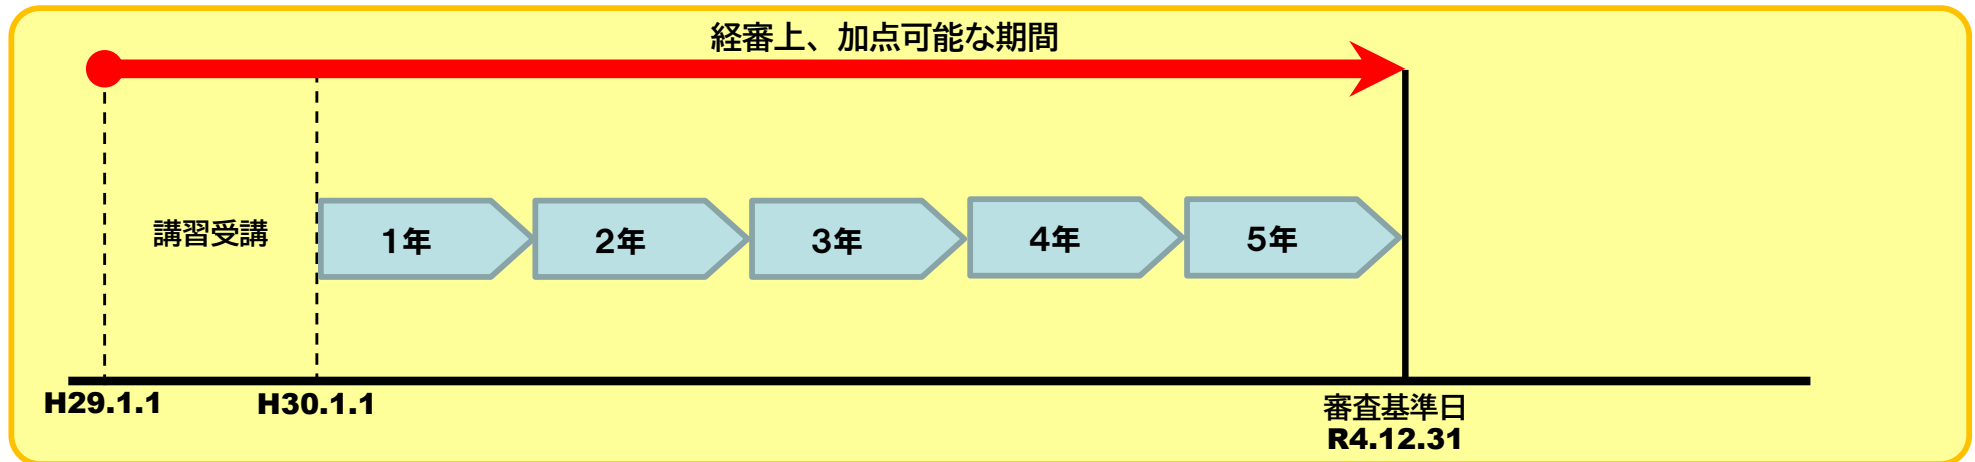 経審上、加点可能な期間
講習受講
1年
2年
3年
4年
5年
H29.1.1
H30.1.1
審査基準日
R4.12.31